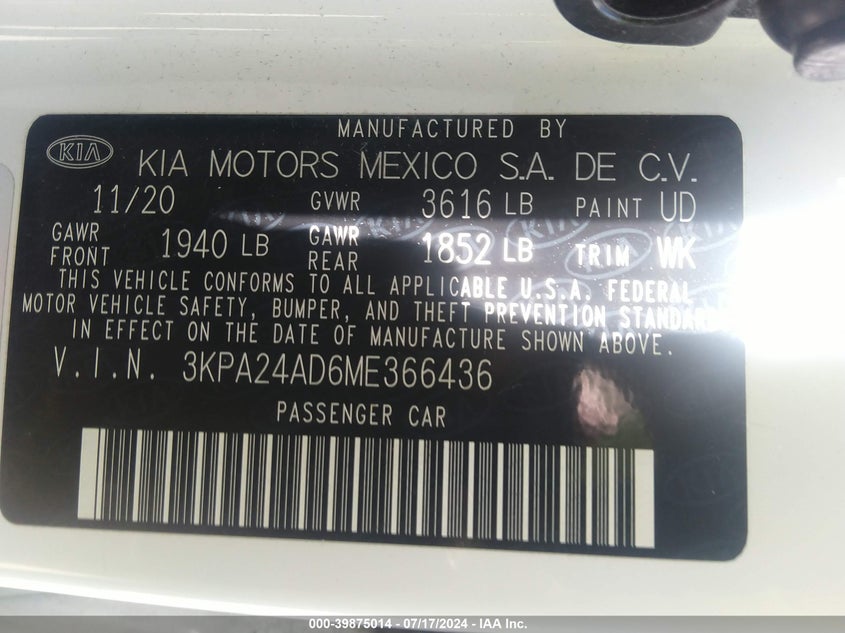 MANUFACTURED BY
KIA KIA MOTORS MEXICO S.A. DE C.V.
11/20 GVWR 3616 LB PAINT UD
GAWR FRONT 1940 LB GAWR REAR 1852 LB TRIM WK
THIS VEHICLE CONFORMS TO ALL APPLICABLE U.S.A. FEDERAL
MOTOR VEHICLE SAFETY, BUMPER, AND THEFT PREVENTION STANDARDS
IN EFFECT ON THE DATE OF MANUFACTURE SHOWN ABOVE.
V.I.N. 3KPA24AD6ME366436
PASSENGER CAR
000-39875014 - 07/17/2024 - IAA Inc.